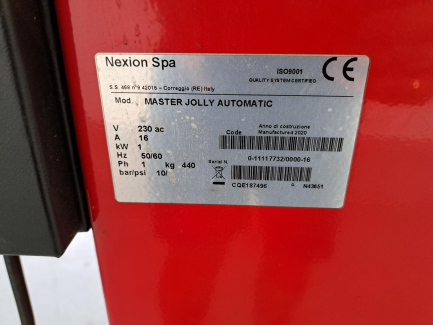 Nexion Spa
ISO9001
QUALITY SYSTEM CERTIFIED
CE
S.S. 468 n°9 42015 – Correggio (RE) Italy
Mod. MASTER JOLLY AUTOMATIC
V 230 ac
A 16
kW 1
Hz 50/60
Ph 1 kg 440
bar/psi 10/
Anno di costruzione
Code Manufactured 2020
0-11117732/0000-16
Serial N.
CQE187490 N43651